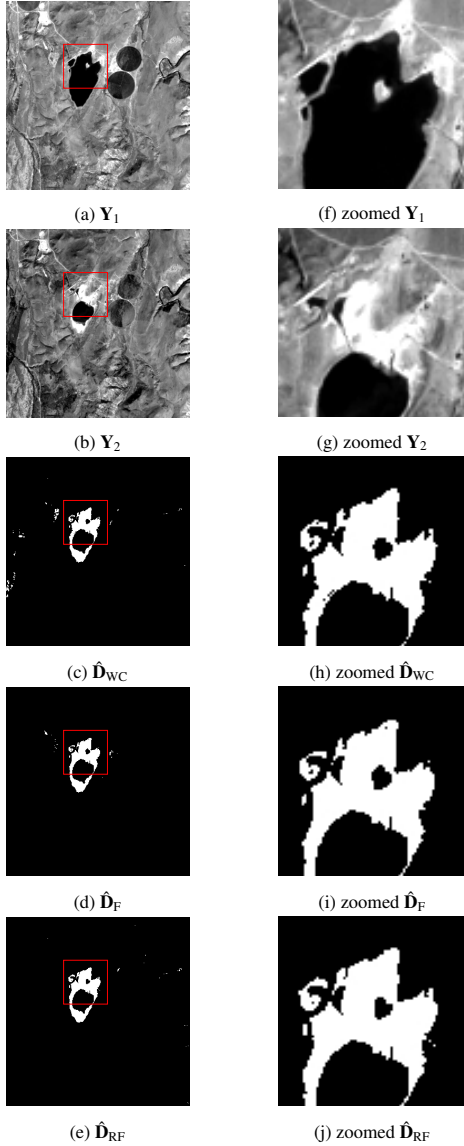 (a) Y₁
(f) zoomed Y₁
(b) Y₂
(g) zoomed Y₂
(c) D̂_WC
(h) zoomed D̂_WC
(d) D̂_F
(i) zoomed D̂_F
(e) D̂_RF
(j) zoomed D̂_RF